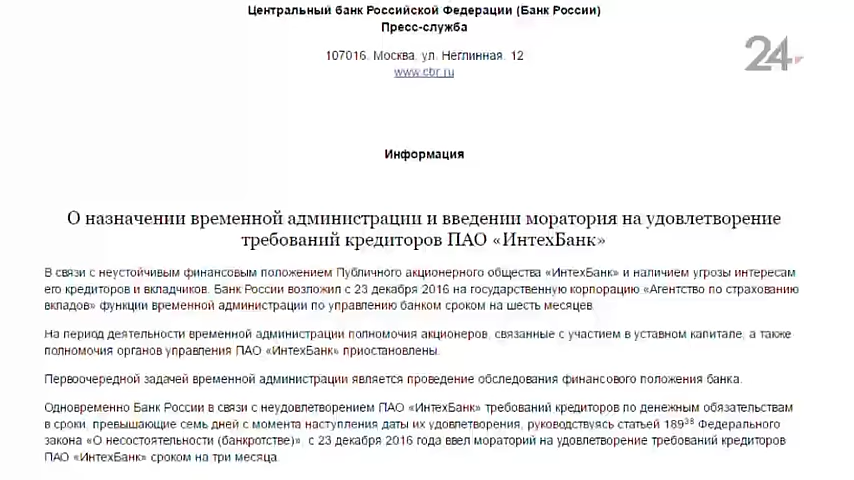 Центральный банк Российской Федерации (Банк России)
Пресс-служба
24
107016. Москва. ул. Неглинная. 12
www.cbr.ru
Информация
О назначении временной администрации и введении моратория на удовлетворение
требований кредиторов ПАО «ИнтехБанк»
В связи с неустойчивым финансовым положением Публичного акционерного общества «ИнтехБанк» и наличием угрозы интересам
его кредиторов и вкладчиков. Банк России возложил с 23 декабря 2016 на государственную корпорацию «Агентство по страхованию
вкладов» функции временной администрации по управлению банком сроком на шесть месяцев.
На период деятельности временной администрации полномочия акционеров, связанные с участием в уставном капитале, а также
полномочия органов управления ПАО «ИнтехБанк» приостановлены.
Первоочередной задачей временной администрации является проведение обследования финансового положения банка.
Одновременно Банк России в связи с неудовлетворением ПАО «ИнтехБанк» требований кредиторов по денежным обязательствам
в сроки, превышающие семь дней с момента наступления даты их удовлетворения, руководствуясь статьей 189³⁸ Федерального
закона «О несостоятельности (банкротстве)», с 23 декабря 2016 года ввел мораторий на удовлетворение требований кредиторов
ПАО «ИнтехБанк» сроком на три месяца.